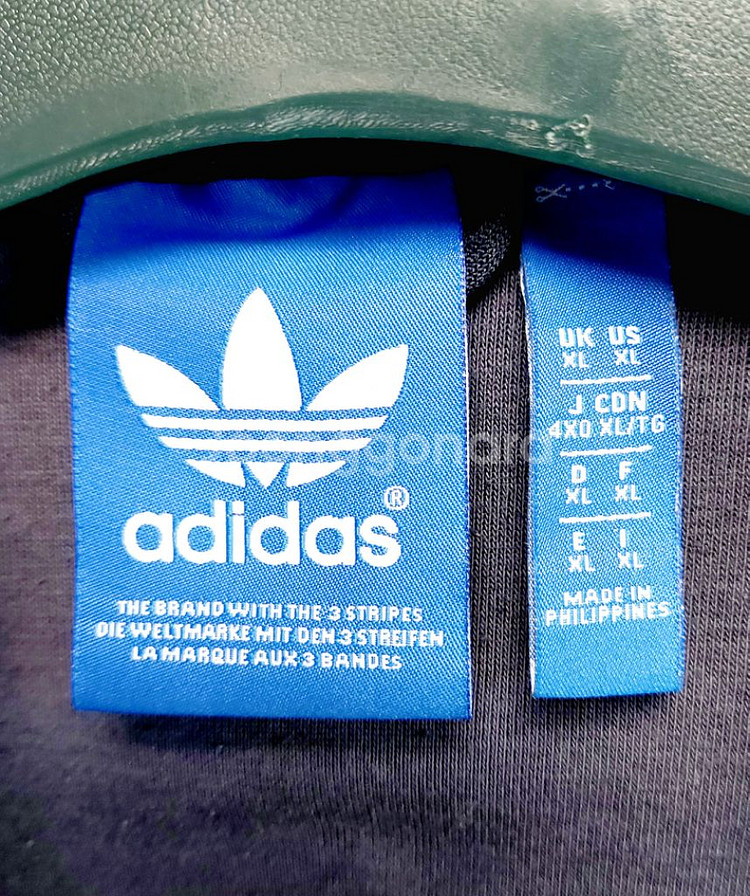 adidas®
THE BRAND WITH THE 3 STRIPES
DIE WELTMARKE MIT DEN 3 STREIFEN
LA MARQUE AUX 3 BANDES
UK US
XL XL
J CDN
4XO XL/TG
D F
XL XL
E I
XL XL
MADE IN
PHILIPPINES